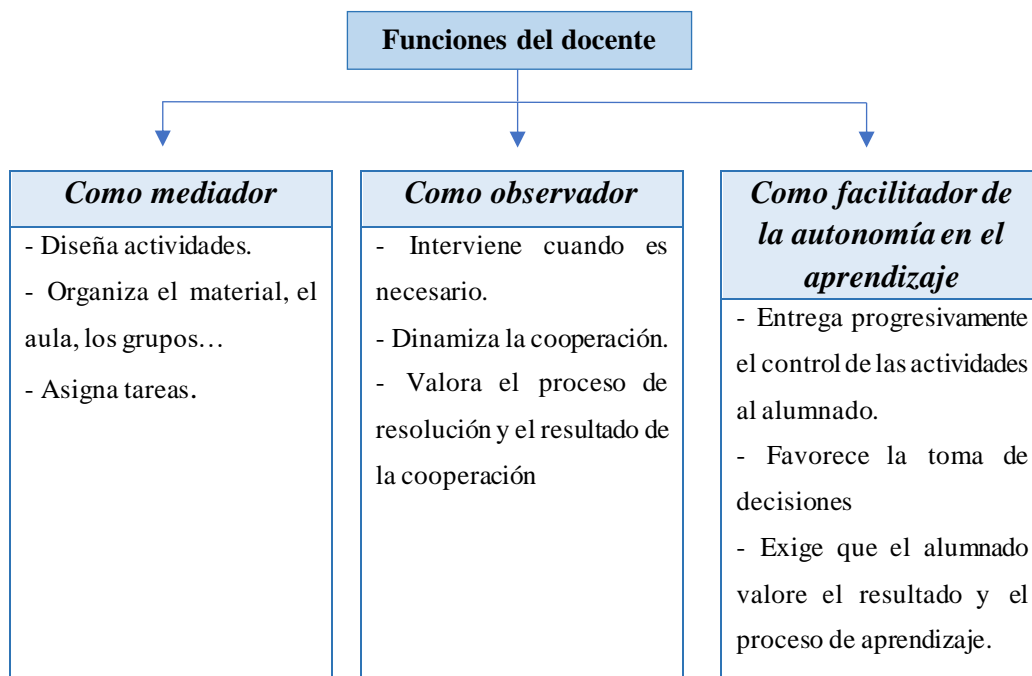 Funciones del docente
Como mediador
- Diseña actividades.
- Organiza el material, el
aula, los grupos…
- Asigna tareas.
Como observador
- Interviene cuando es
necesario.
- Dinamiza la cooperación.
- Valora el proceso de
resolución y el resultado de
la cooperación
Como facilitador de
la autonomía en el
aprendizaje
- Entrega progresivamente
el control de las actividades
al alumnado.
- Favorece la toma de
decisiones
- Exige que el alumnado
valore el resultado y el
proceso de aprendizaje.